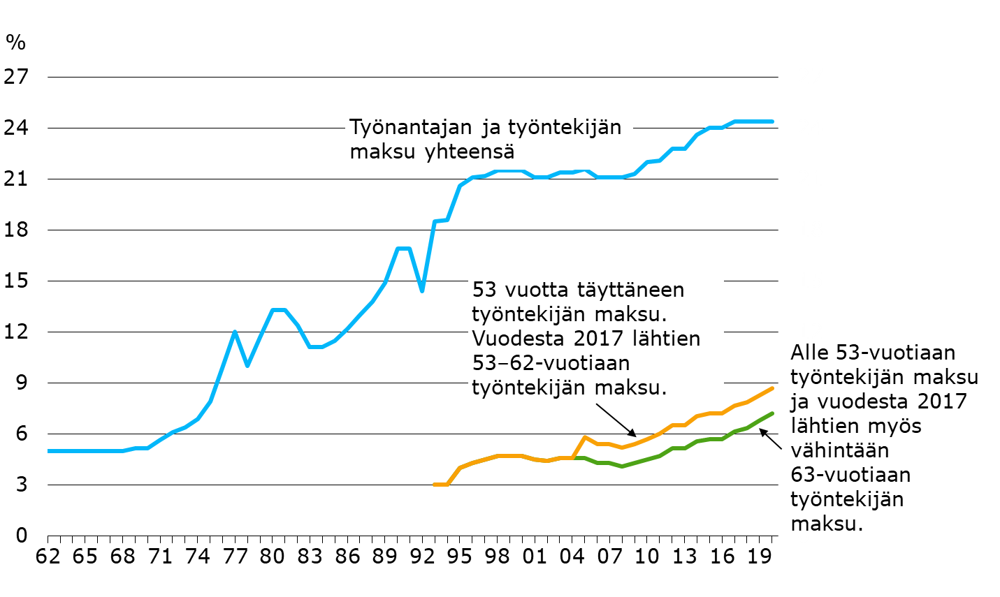 %
27
24
21
18
15
12
9
6
3
0
Työnantajan ja työntekijän
maksu yhteensä
53 vuotta täyttäneen
työntekijän maksu.
Vuodesta 2017 lähtien
53–62-vuotiaan
työntekijän maksu.
Alle 53-vuotiaan
työntekijän maksu
ja vuodesta 2017
lähtien myös
vähintään
63-vuotiaan
työntekijän
maksu.
62 65 68 71 74 77 80 83 86 89 92 95 98 01 04 07 10 13 16 19